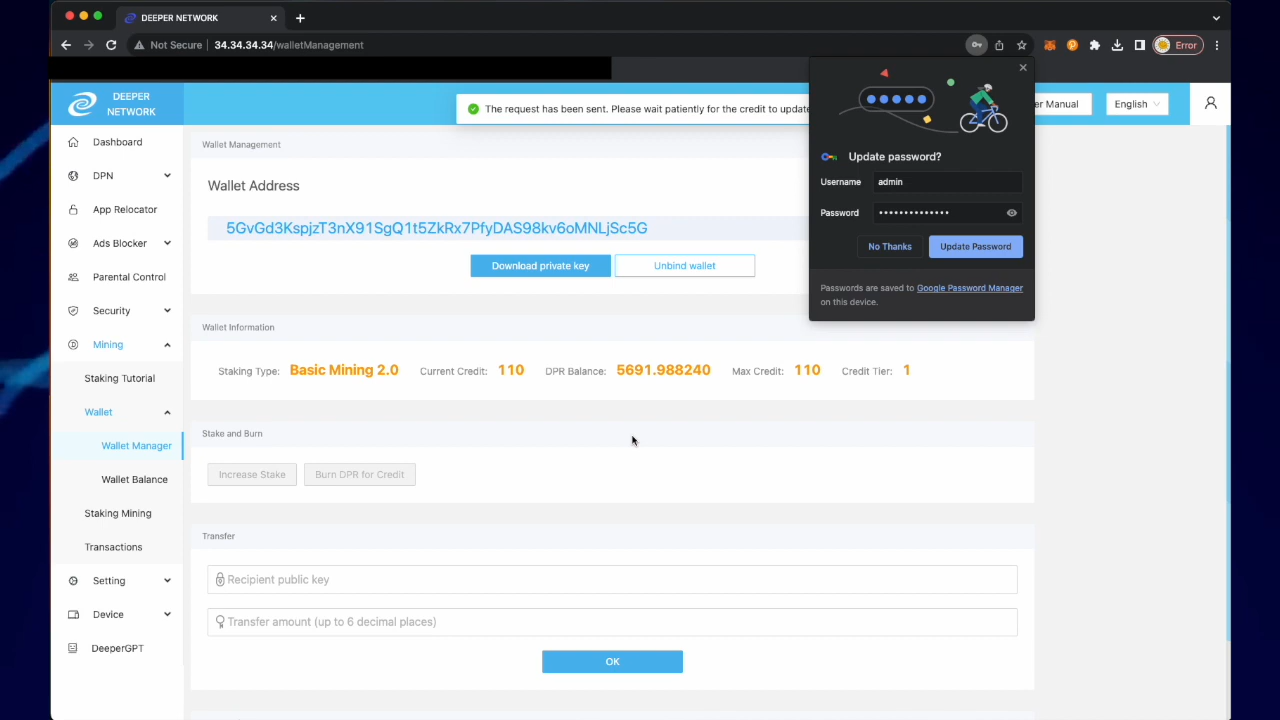 DEEPER NETWORK
Not Secure 34.34.34.34/walletManagement
Error
DEEPER
NETWORK
The request has been sent. Please wait patiently for the credit to update
er Manual
English
Update password?
Username admin
Password ••••••••••••••
No Thanks Update Password
Passwords are saved to Google Password Manager
on this device.
Dashboard
DPN
App Relocator
Ads Blocker
Parental Control
Security
Mining
Staking Tutorial
Wallet
Wallet Manager
Wallet Balance
Staking Mining
Transactions
Setting
Device
DeeperGPT
Wallet Management
Wallet Address
5GvGd3KspjzT3nX91SgQ1t5ZkRx7PfyDAS98kv6oMNLjSc5G
Download private key Unbind wallet
Wallet Information
Staking Type: Basic Mining 2.0 Current Credit: 110 DPR Balance: 5691.988240 Max Credit: 110 Credit Tier: 1
Stake and Burn
Increase Stake Burn DPR for Credit
Transfer
Recipient public key
Transfer amount (up to 6 decimal places)
OK